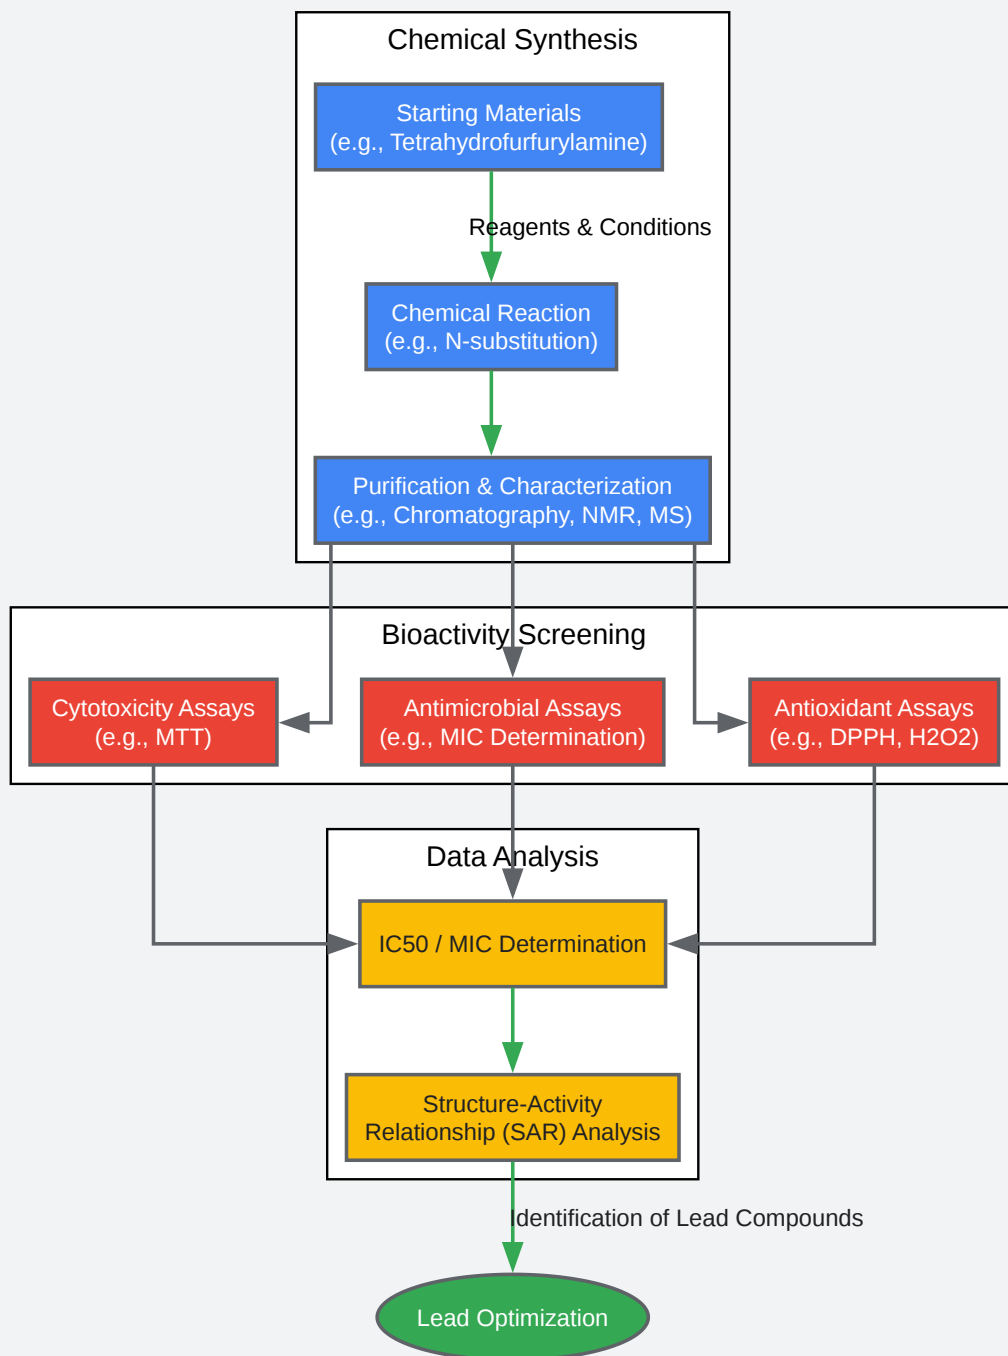 Chemical Synthesis
Starting Materials
(e.g., Tetrahydrofurfurylamine)
Reagents & Conditions
Chemical Reaction
(e.g., N-substitution)
Purification & Characterization
(e.g., Chromatography, NMR, MS)
Bioactivity Screening
Cytotoxicity Assays
(e.g., MTT)
Antimicrobial Assays
(e.g., MIC Determination)
Antioxidant Assays
(e.g., DPPH, H2O2)
Data Analysis
IC50 / MIC Determination
Structure-Activity
Relationship (SAR) Analysis
Identification of Lead Compounds
Lead Optimization